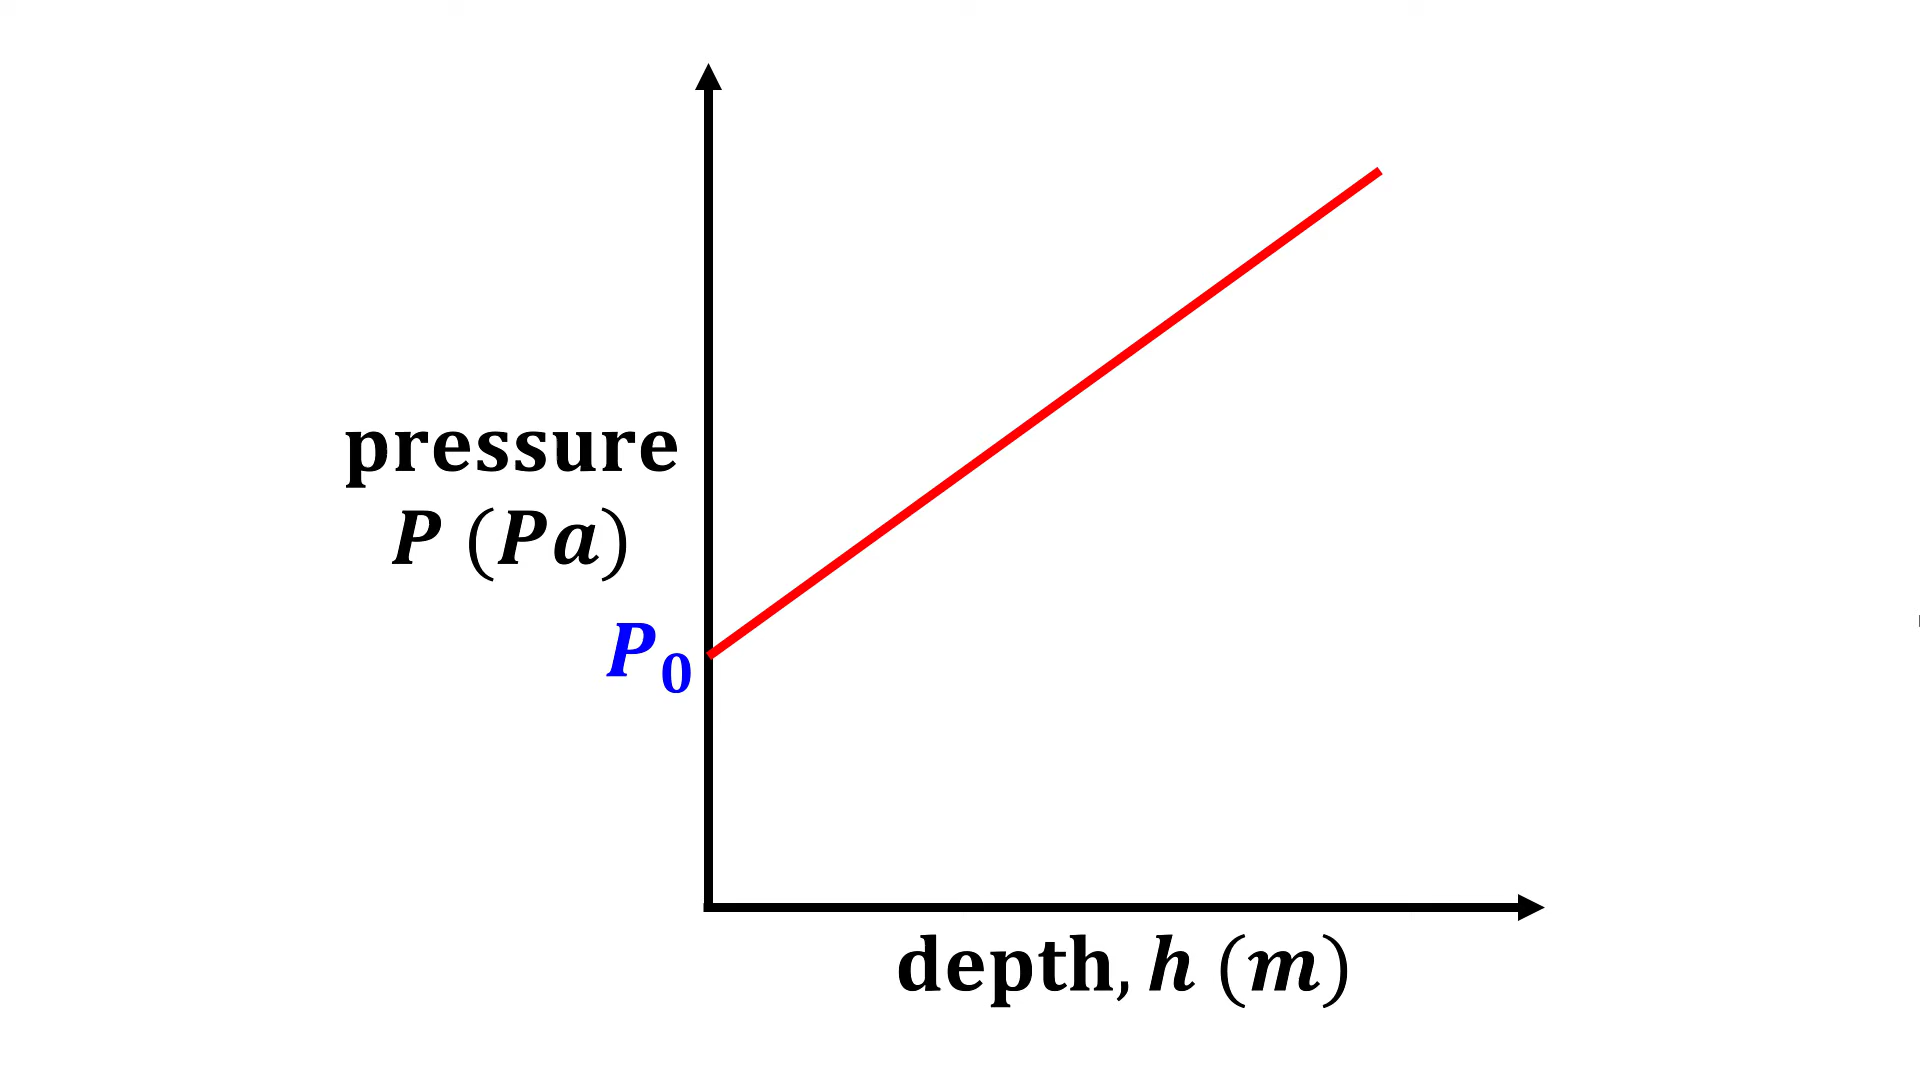 pressure
P (Pa)
P₀
depth, h (m)